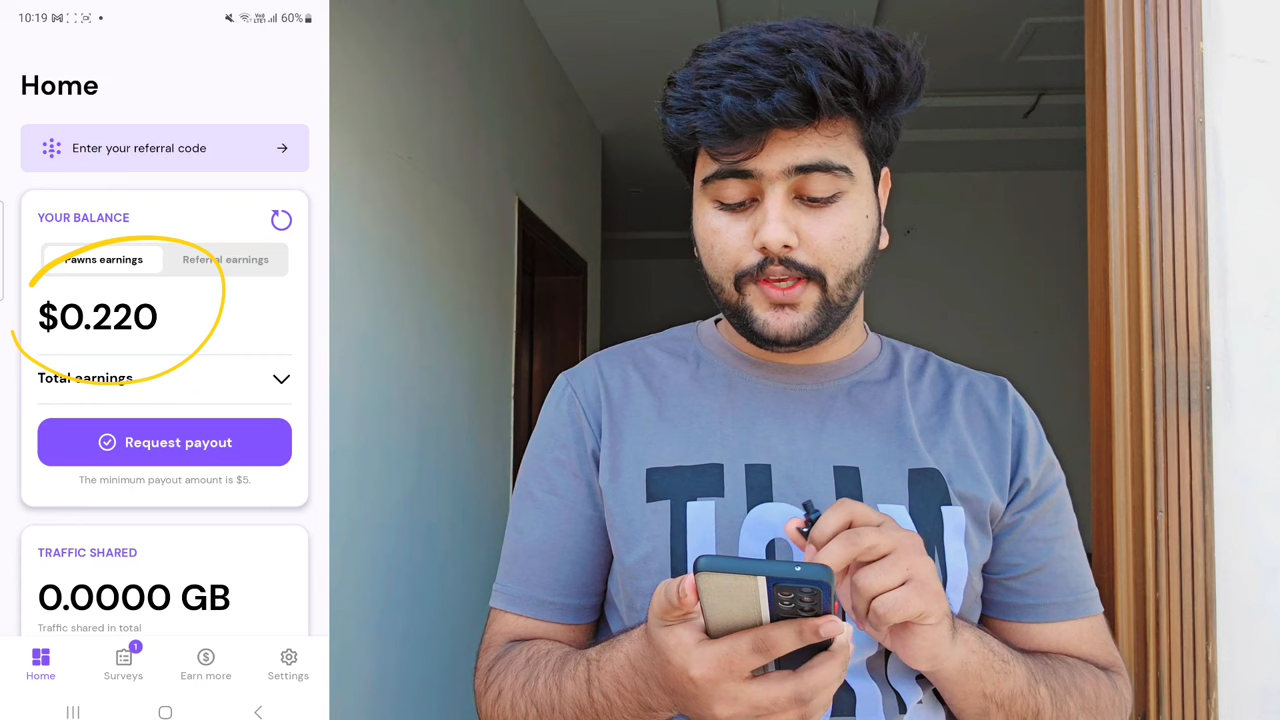 10:19
60%
Home
Enter your referral code
YOUR BALANCE
Pawns earnings
Referral earnings
$0.220
Total earnings
Request payout
The minimum payout amount is $5.
TRAFFIC SHARED
0.0000 GB
Traffic shared in total
1
Home
Surveys
Earn more
Settings